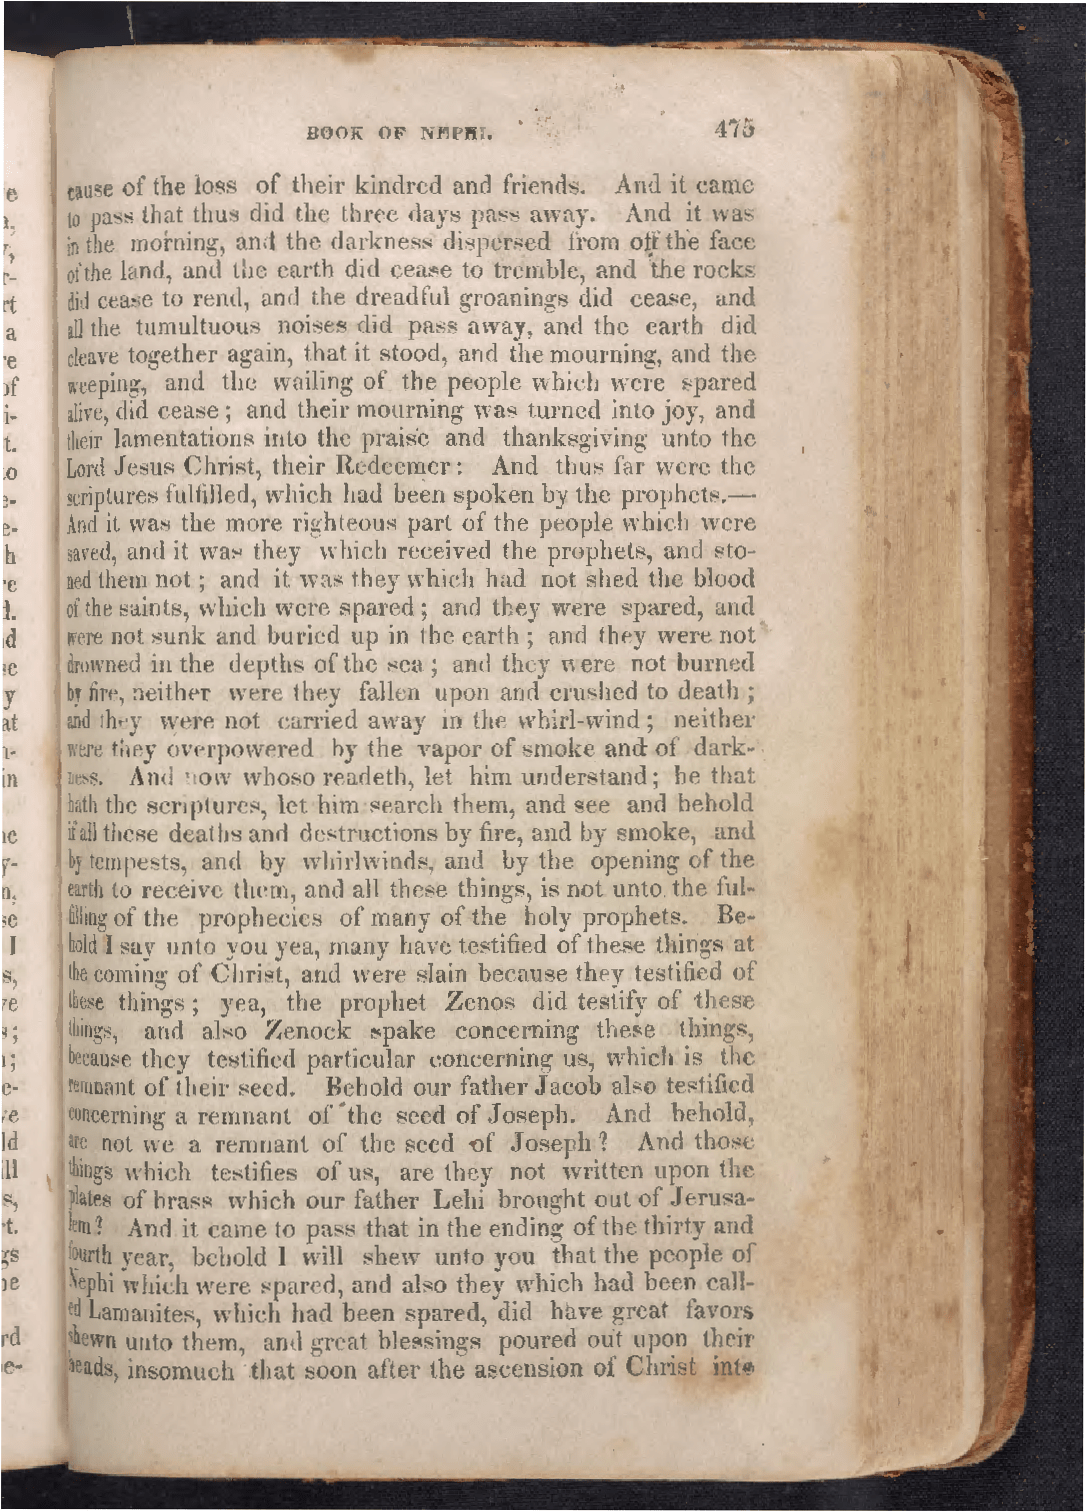 BOOK OF NEPHI. 475
cause of the loss of their kindred and friends. And it came
to pass that thus did the three days pass away. And it was
in the morning, and the darkness dispersed from off the face
of the land, and the earth did cease to tremble, and the rocks
did cease to rend, and the dreadful groanings did cease, and
all the tumultuous noises did pass away, and the earth did
cleave together again, that it stood, and the mourning, and the
weeping, and the wailing of the people which were spared
alive, did cease; and their mourning was turned into joy, and
their lamentations into the praise and thanksgiving unto the
Lord Jesus Christ, their Redeemer: And thus far were the
scriptures fulfilled, which had been spoken by the prophets.—
And it was the more righteous part of the people which were
saved, and it was they which received the prophets, and sto-
ned them not; and it was they which had not shed the blood
of the saints, which were spared; and they were spared, and
were not sunk and buried up in the earth; and they were not
drowned in the depths of the sea; and they were not burned
by fire, neither were they fallen upon and crushed to death;
and they were not carried away in the whirl-wind; neither
were they overpowered by the vapor of smoke and of dark-
ness. And now whoso readeth, let him understand; he that
hath the scriptures, let him search them, and see and behold
if all these deaths and destructions by fire, and by smoke, and
by tempests, and by whirlwinds, and by the opening of the
earth to receive them, and all these things, is not unto the ful-
filling of the prophecies of many of the holy prophets. Be-
hold I say unto you yea, many have testified of these things at
the coming of Christ, and were slain because they testified of
these things; yea, the prophet Zenos did testify of these
things, and also Zenock spake concerning these things,
because they testified particular concerning us, which is the
remnant of their seed. Behold our father Jacob also testified
concerning a remnant of the seed of Joseph. And behold,
are not we a remnant of the seed of Joseph? And those
things which testifies of us, are they not written upon the
plates of brass which our father Lehi brought out of Jerusa-
lem? And it came to pass that in the ending of the thirty and
fourth year, behold I will shew unto you that the people of
Nephi which were spared, and also they which had been call-
ed Lamanites, which had been spared, did have great favors
shewn unto them, and great blessings poured out upon their
heads, insomuch that soon after the ascension of Christ into